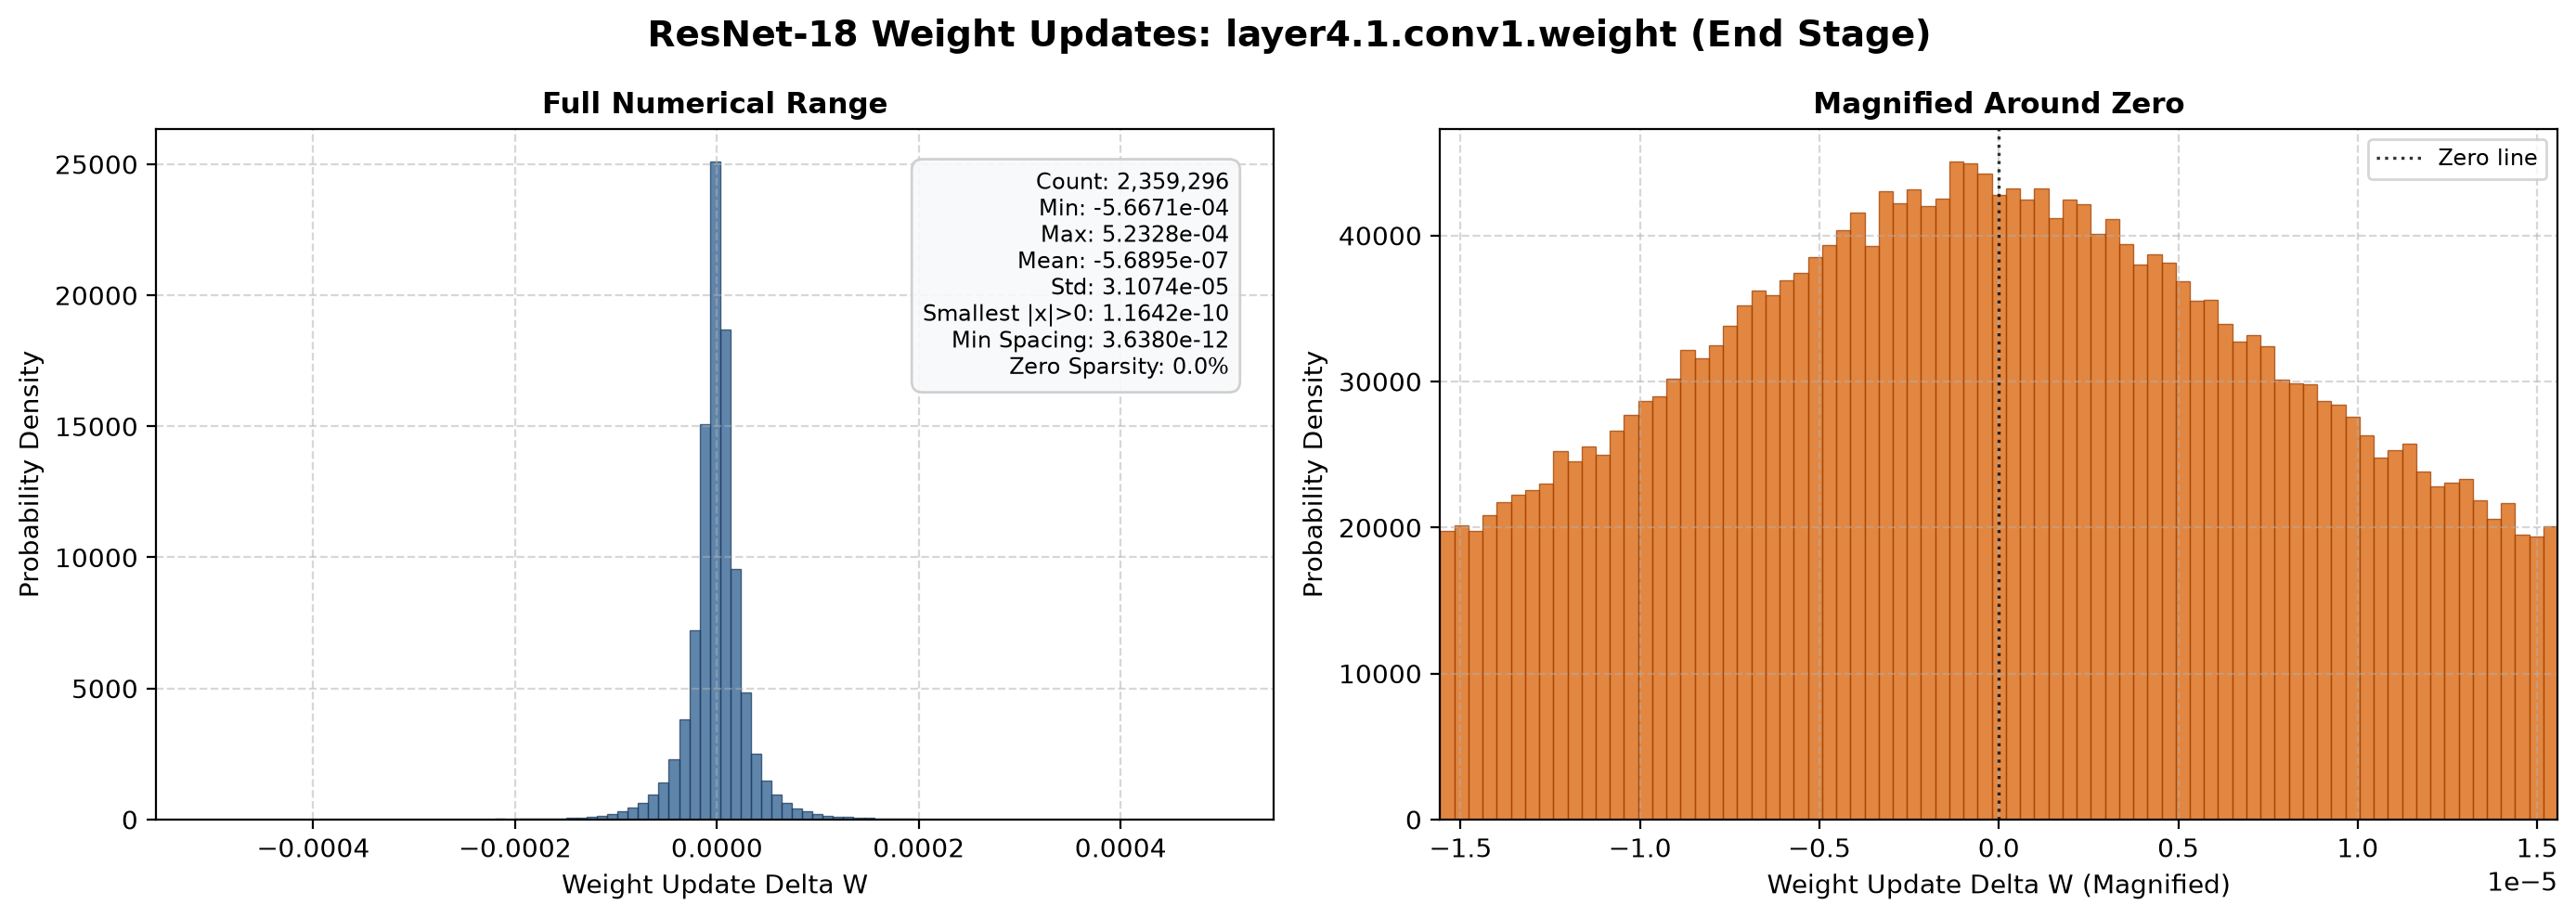 ResNet-18 Weight Updates: layer4.1.conv1.weight (End Stage)
Full Numerical Range
25000
20000
15000
10000
5000
0
Probability Density
Count: 2,359,296
Min: -5.6671e-04
Max: 5.2328e-04
Mean: -5.6895e-07
Std: 3.1074e-05
Smallest |x|>0: 1.1642e-10
Min Spacing: 3.6380e-12
Zero Sparsity: 0.0%
−0.0004 −0.0002 0.0000 0.0002 0.0004
Weight Update Delta W
Magnified Around Zero
Zero line
40000
30000
20000
10000
0
Probability Density
−1.5 −1.0 −0.5 0.0 0.5 1.0 1.5
1e−5
Weight Update Delta W (Magnified)